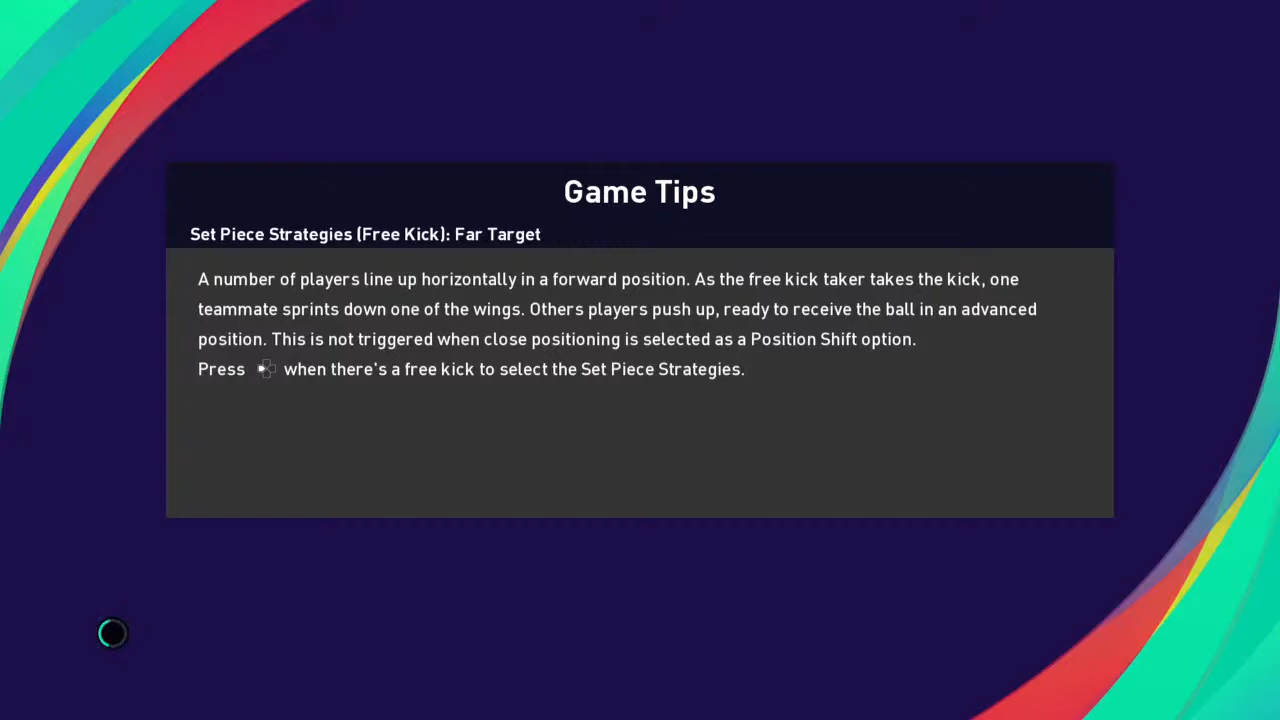 Game Tips
Set Piece Strategies (Free Kick): Far Target
A number of players line up horizontally in a forward position. As the free kick taker takes the kick, one
teammate sprints down one of the wings. Others players push up, ready to receive the ball in an advanced
position. This is not triggered when close positioning is selected as a Position Shift option.
Press when there's a free kick to select the Set Piece Strategies.